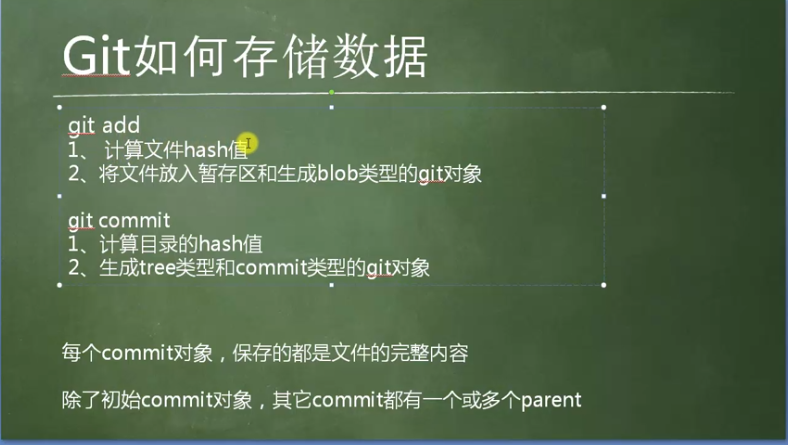 Git如何存储数据
git add
1、 计算文件hash值
2、将文件放入暂存区和生成blob类型的git对象
git commit
1、计算目录的hash值
2、生成tree类型和commit类型的git对象
每个commit对象，保存的都是文件的完整内容
除了初始commit对象，其它commit都有一个或多个parent